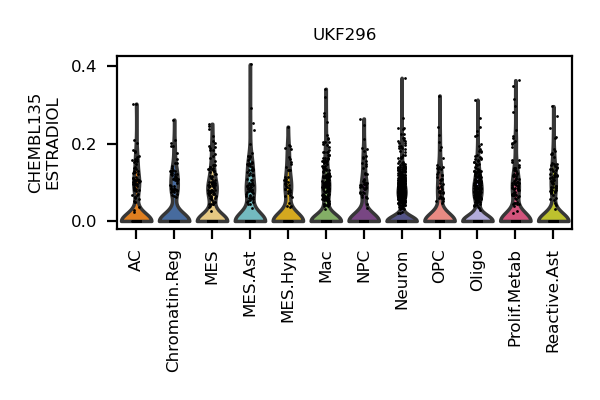 UKF296
CHEMBL135
ESTRADIOL
0.4
0.2
0.0
AC
Chromatin.Reg
MES
MES.Ast
MES.Hyp
Mac
NPC
Neuron
OPC
Oligo
Prolif.Metab
Reactive.Ast